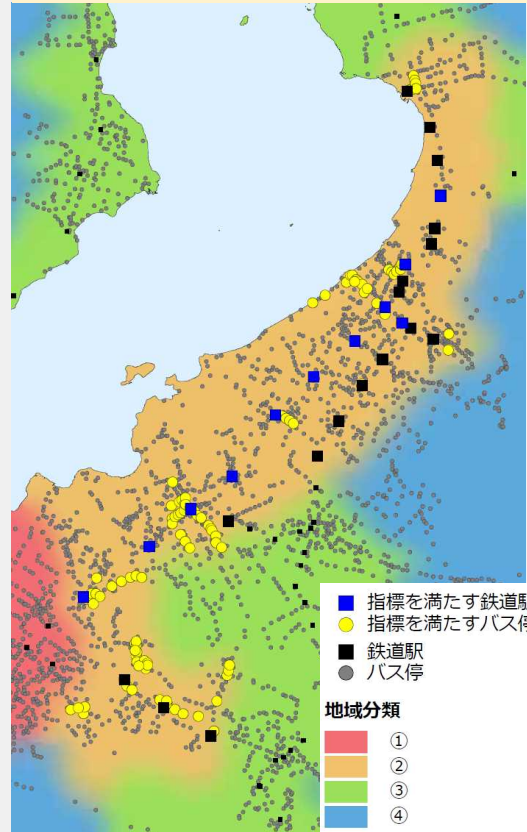 指標を満たす鉄道駅
指標を満たすバス停
鉄道駅
バス停
地域分類
①
②
③
④